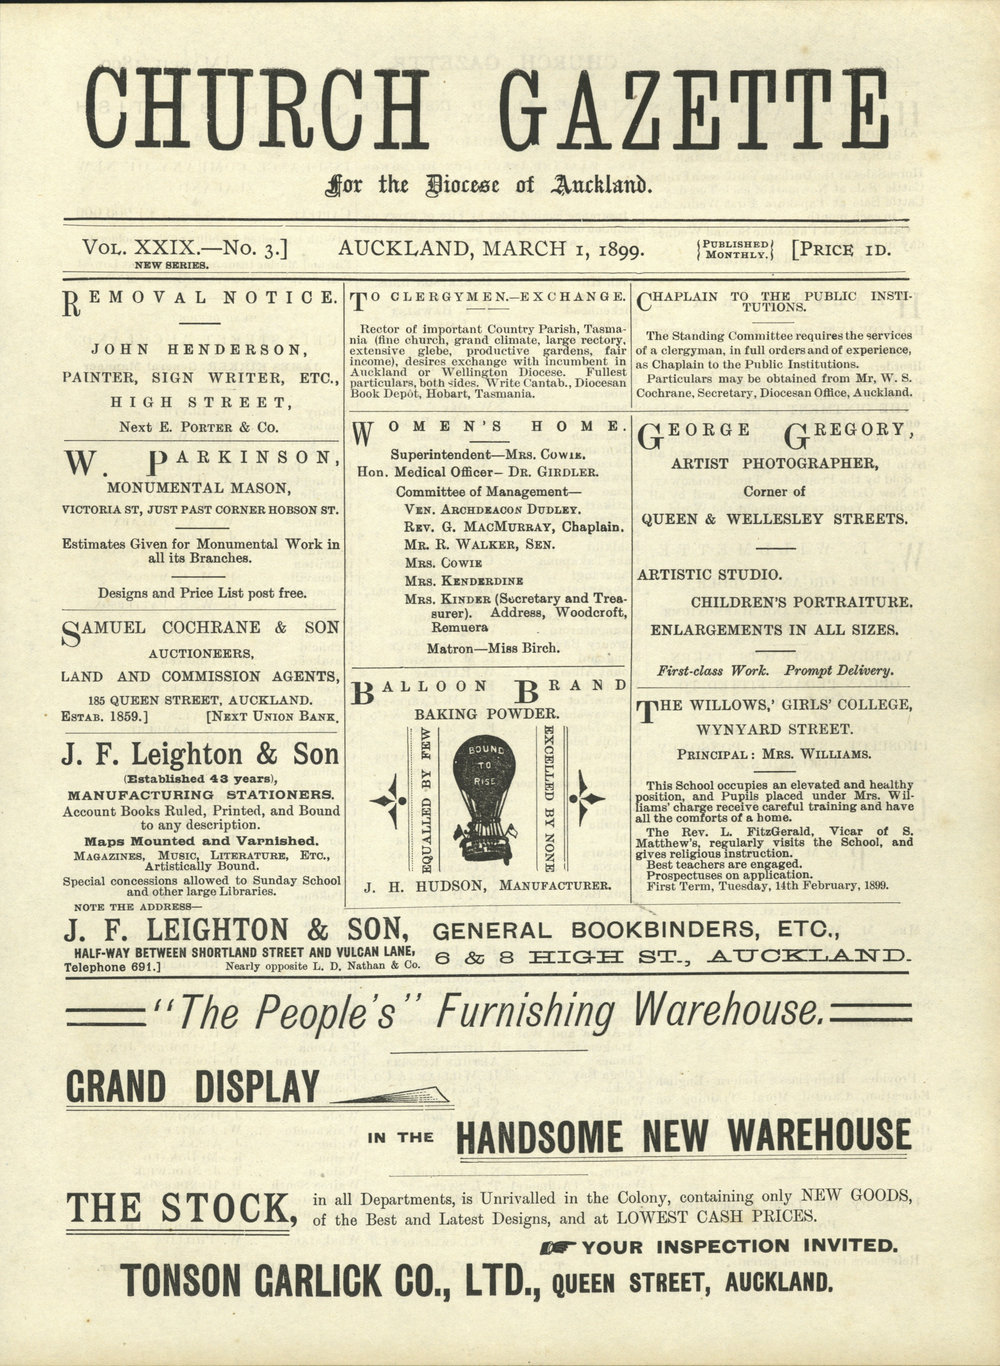 CHURCH GAZETTE
For the Diocese of Auckland.
VOL. XXIX.—No. 3.]
NEW SERIES.
AUCKLAND, MARCH 1, 1899.
{PUBLISHED
MONTHLY.}
[PRICE 1D.
REMOVAL NOTICE.
JOHN HENDERSON,
PAINTER, SIGN WRITER, ETC.,
HIGH STREET,
Next E. PORTER & Co.
W. PARKINSON,
MONUMENTAL MASON,
VICTORIA ST, JUST PAST CORNER HOBSON ST.
Estimates Given for Monumental Work in
all its Branches.
Designs and Price List post free.
SAMUEL COCHRANE & SON
AUCTIONEERS,
LAND AND COMMISSION AGENTS,
185 QUEEN STREET, AUCKLAND.
ESTAB. 1859.] [NEXT UNION BANK.
J. F. Leighton & Son
(Established 43 years),
MANUFACTURING STATIONERS.
Account Books Ruled, Printed, and Bound
to any description.
Maps Mounted and Varnished.
MAGAZINES, MUSIC, LITERATURE, ETC.,
Artistically Bound.
Special concessions allowed to Sunday School
and other large Libraries.
NOTE THE ADDRESS—
TO CLERGYMEN.—EXCHANGE.
Rector of important Country Parish, Tasma-
nia (fine church, grand climate, large rectory,
extensive glebe, productive gardens, fair
income), desires exchange with incumbent in
Auckland or Wellington Diocese. Fullest
particulars, both sides. Write Cantab., Diocesan
Book Depôt, Hobart, Tasmania.
WOMEN'S HOME.
Superintendent—MRS. COWIE.
Hon. Medical Officer— DR. GIRDLER.
Committee of Management—
VEN. ARCHDEACON DUDLEY.
REV. G. MACMURRAY, Chaplain.
MR. R. WALKER, SEN.
MRS. COWIE
MRS. KENDERDINE
MRS. KINDER (Secretary and Trea-
surer). Address, Woodcroft,
Remuera
Matron—Miss Birch.
BALLOON BRAND
BAKING POWDER.
EQUALLED BY FEW
BOUND
TO
RISE
EXCELLED BY NONE
J. H. HUDSON, MANUFACTURER.
CHAPLAIN TO THE PUBLIC INSTI-
TUTIONS.
The Standing Committee requires the services
of a clergyman, in full orders and of experience,
as Chaplain to the Public Institutions.
Particulars may be obtained from Mr, W. S.
Cochrane, Secretary, Diocesan Office, Auckland.
GEORGE GREGORY,
ARTIST PHOTOGRAPHER,
Corner of
QUEEN & WELLESLEY STREETS.
ARTISTIC STUDIO.
CHILDREN'S PORTRAITURE.
ENLARGEMENTS IN ALL SIZES.
First-class Work. Prompt Delivery.
THE WILLOWS,' GIRLS' COLLEGE,
WYNYARD STREET.
PRINCIPAL: MRS. WILLIAMS.
This School occupies an elevated and healthy
position, and Pupils placed under Mrs. Wil-
liams' charge receive careful training and have
all the comforts of a home.
The Rev. L. FitzGerald, Vicar of S.
Matthew's, regularly visits the School, and
gives religious instruction.
Best teachers are engaged.
Prospectuses on application.
First Term, Tuesday, 14th February, 1899.
J. F. LEIGHTON & SON, GENERAL BOOKBINDERS, ETC.,
HALF-WAY BETWEEN SHORTLAND STREET AND VULCAN LANE,
Telephone 691.] Nearly opposite L. D. Nathan & Co.
6 & 8 HIGH ST., AUCKLAND.
"The People's" Furnishing Warehouse.
GRAND DISPLAY
IN THE HANDSOME NEW WAREHOUSE
THE STOCK, in all Departments, is Unrivalled in the Colony, containing only NEW GOODS,
of the Best and Latest Designs, and at LOWEST CASH PRICES.
YOUR INSPECTION INVITED.
TONSON GARLICK CO., LTD., QUEEN STREET, AUCKLAND.